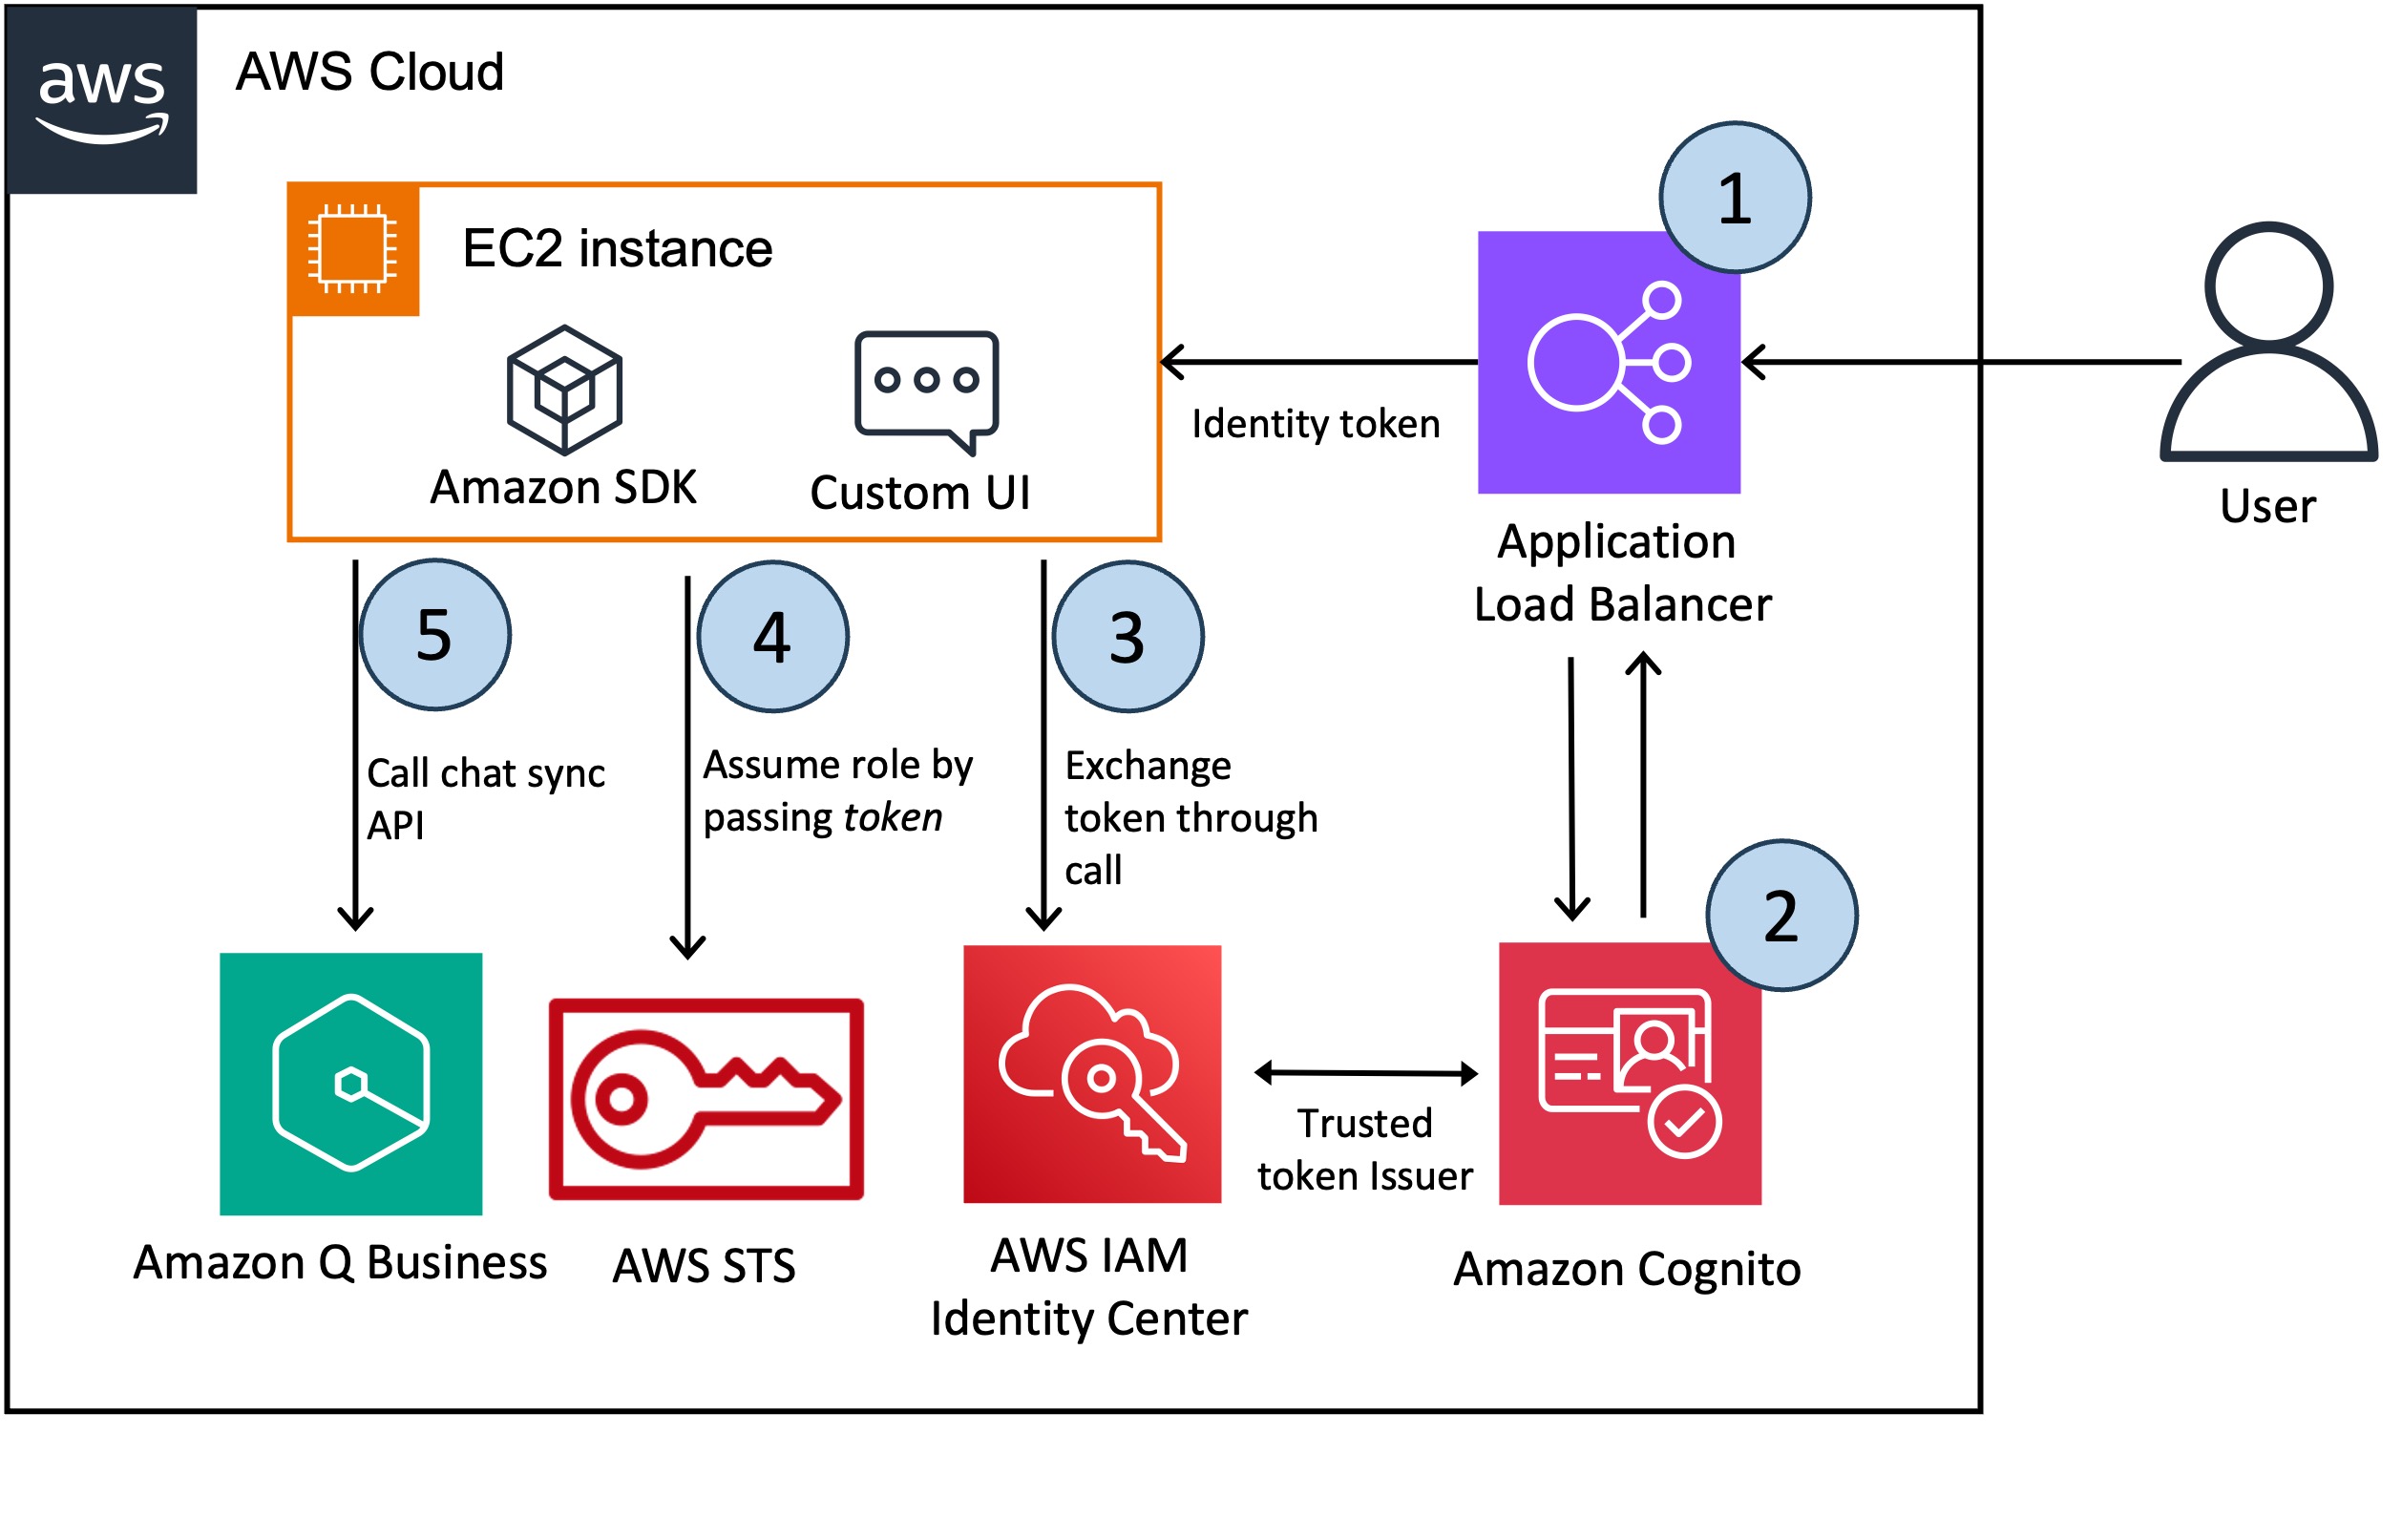 aws
AWS Cloud
1
EC2 instance
Amazon SDK
Custom UI
Identity token
Application
Load Balancer
User
5
4
3
Call chat sync
API
Assume role by
passing token
Exchange
token through
call
2
Trusted
token Issuer
Amazon Q Business
AWS STS
AWS IAM
Identity Center
Amazon Cognito